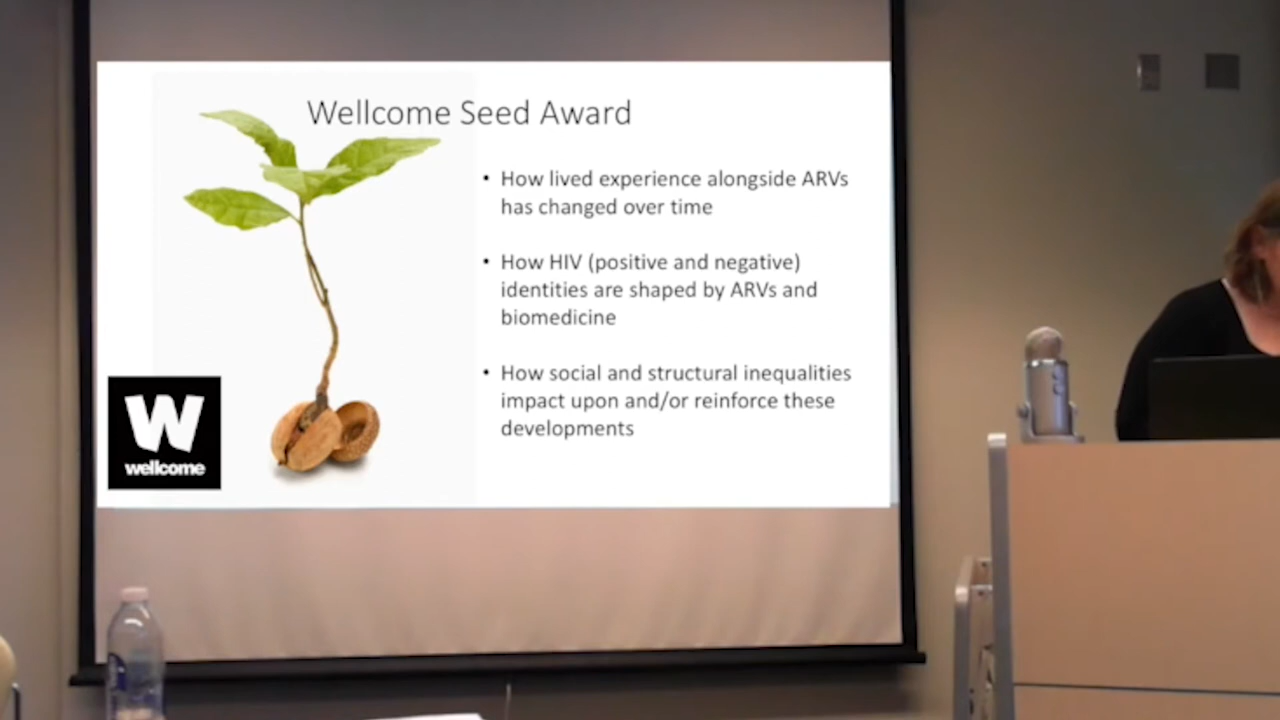 Wellcome Seed Award
• How lived experience alongside ARVs
has changed over time
• How HIV (positive and negative)
identities are shaped by ARVs and
biomedicine
• How social and structural inequalities
impact upon and/or reinforce these
developments
W
wellcome